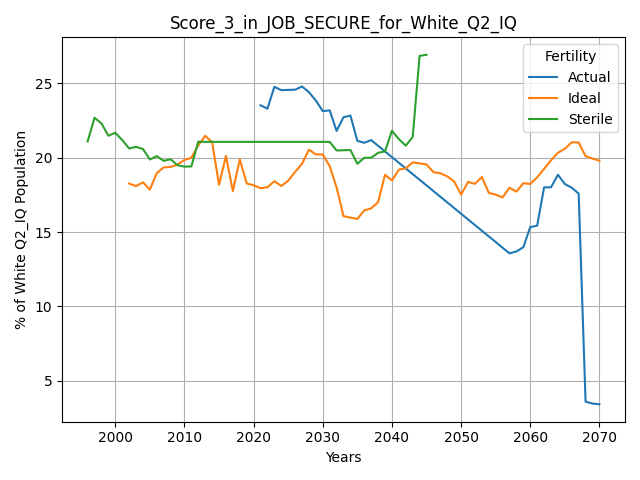 Score_3_in_JOB_SECURE_for_White_Q2_IQ
Fertility
Actual
Ideal
Sterile
% of White Q2_IQ Population
25
20
15
10
5
2000 2010 2020 2030 2040 2050 2060 2070
Years